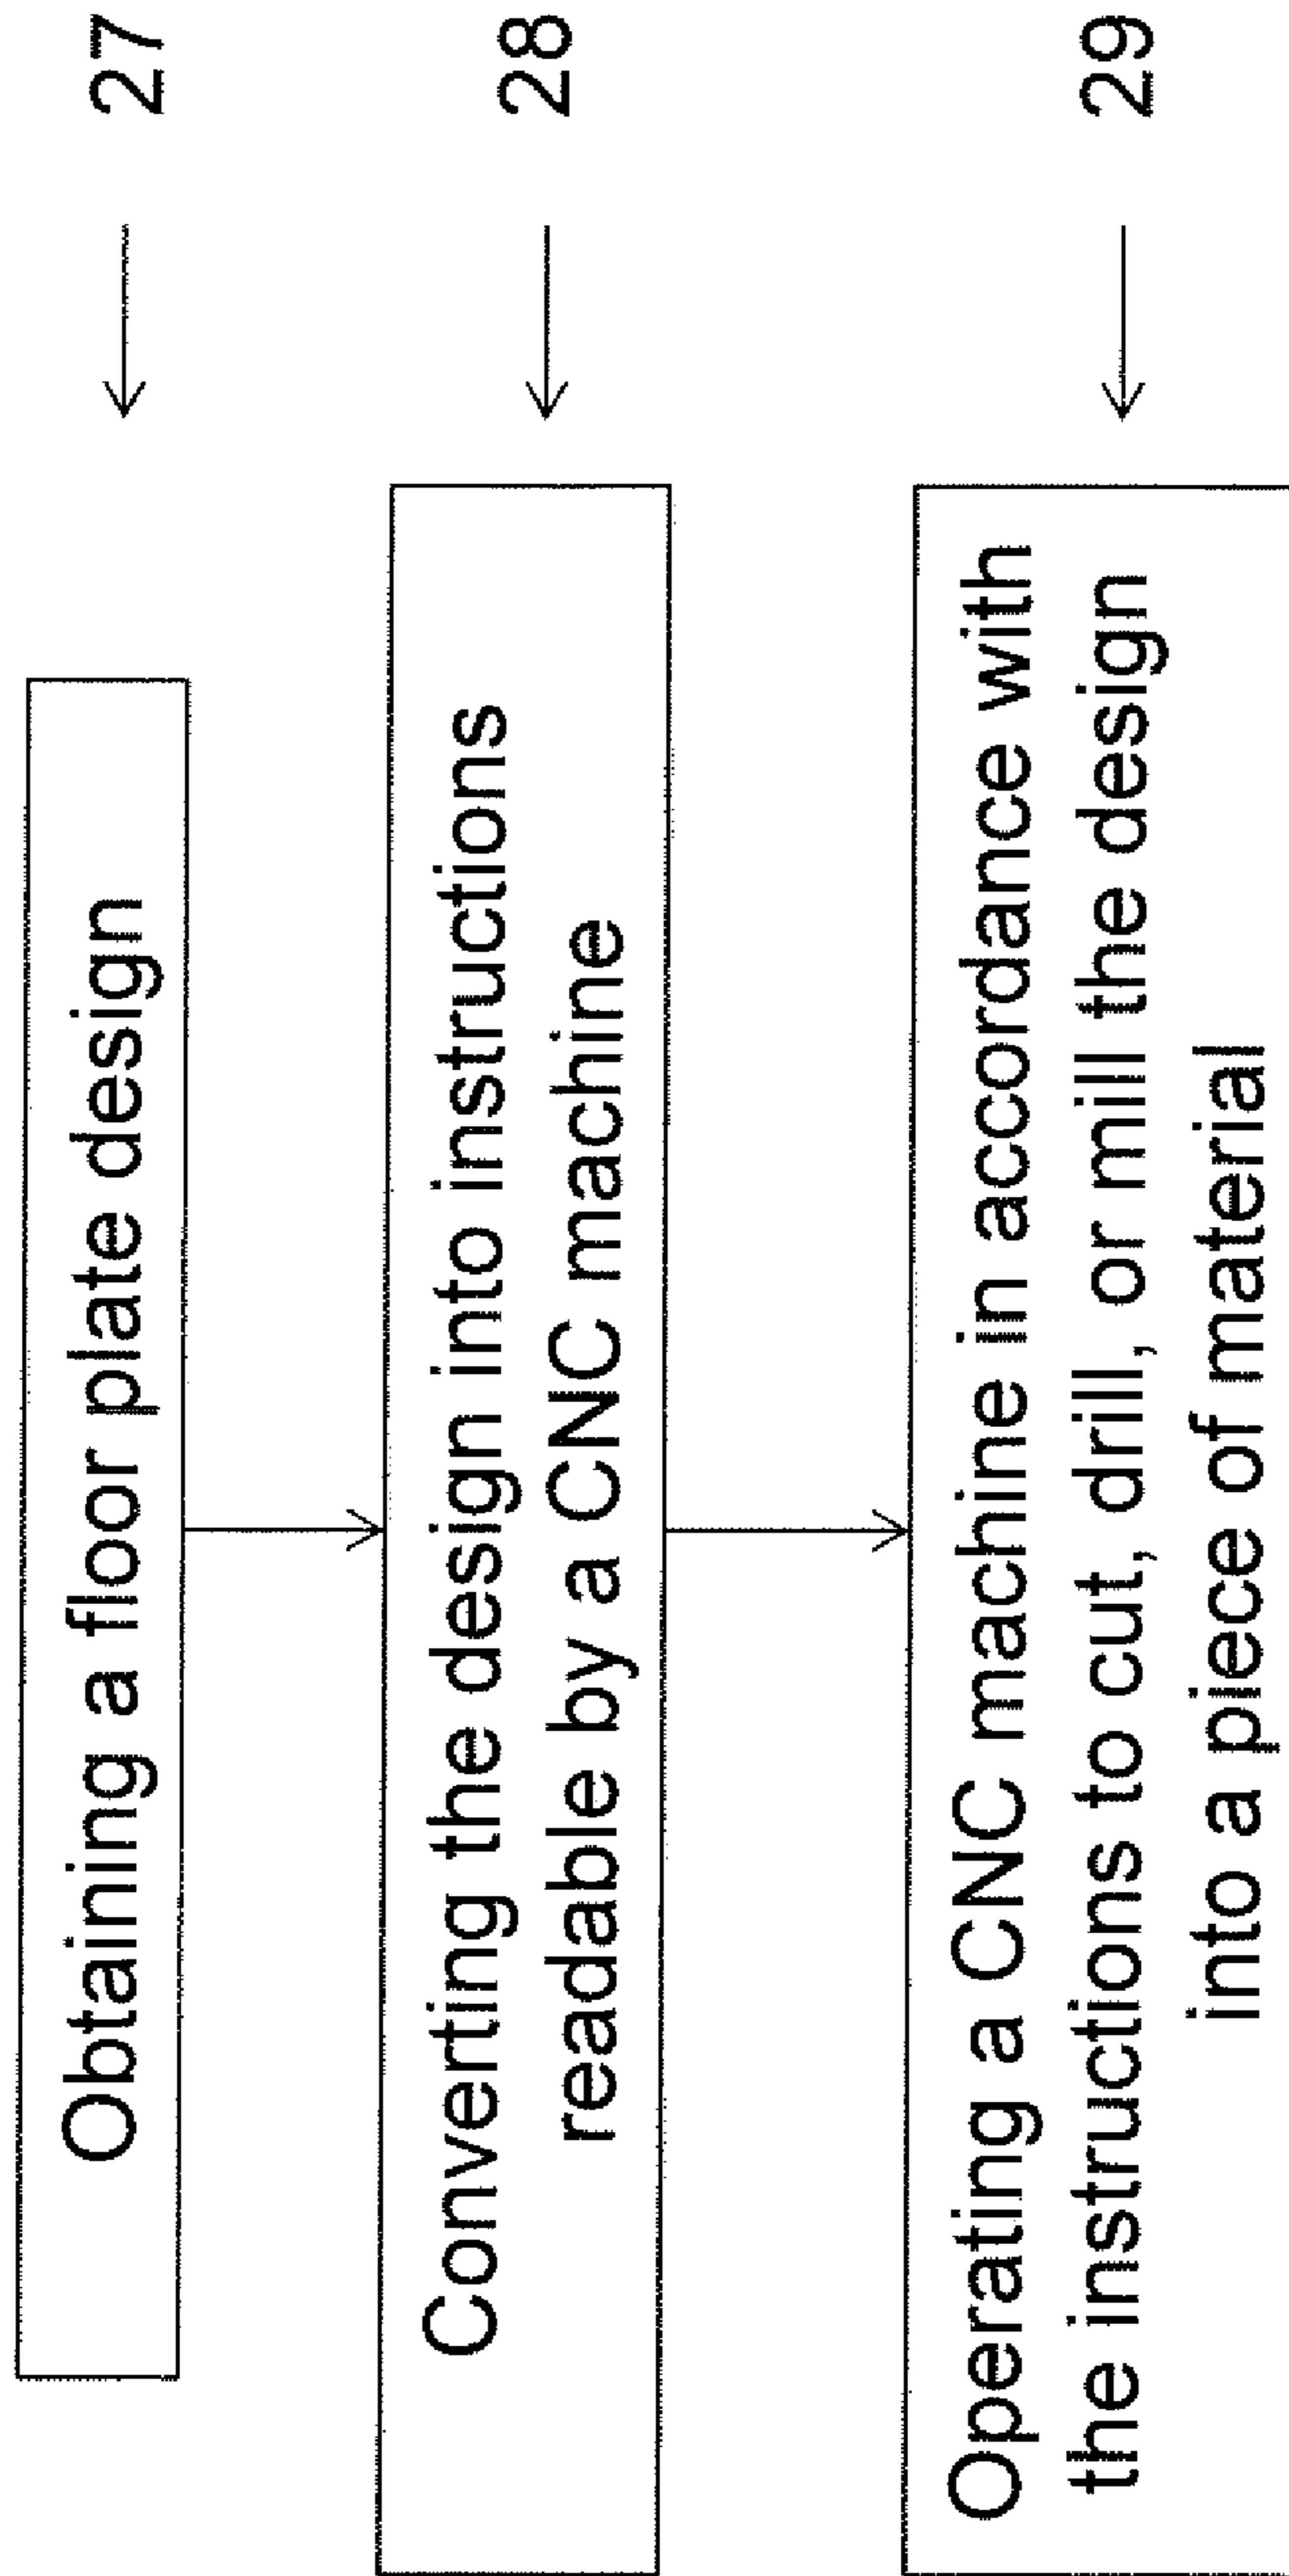 Obtaining a floor plate design
27
Converting the design into instructions
readable by a CNC machine
28
Operating a CNC machine in accordance with
the instructions to cut, drill, or mill the design
into a piece of material
29